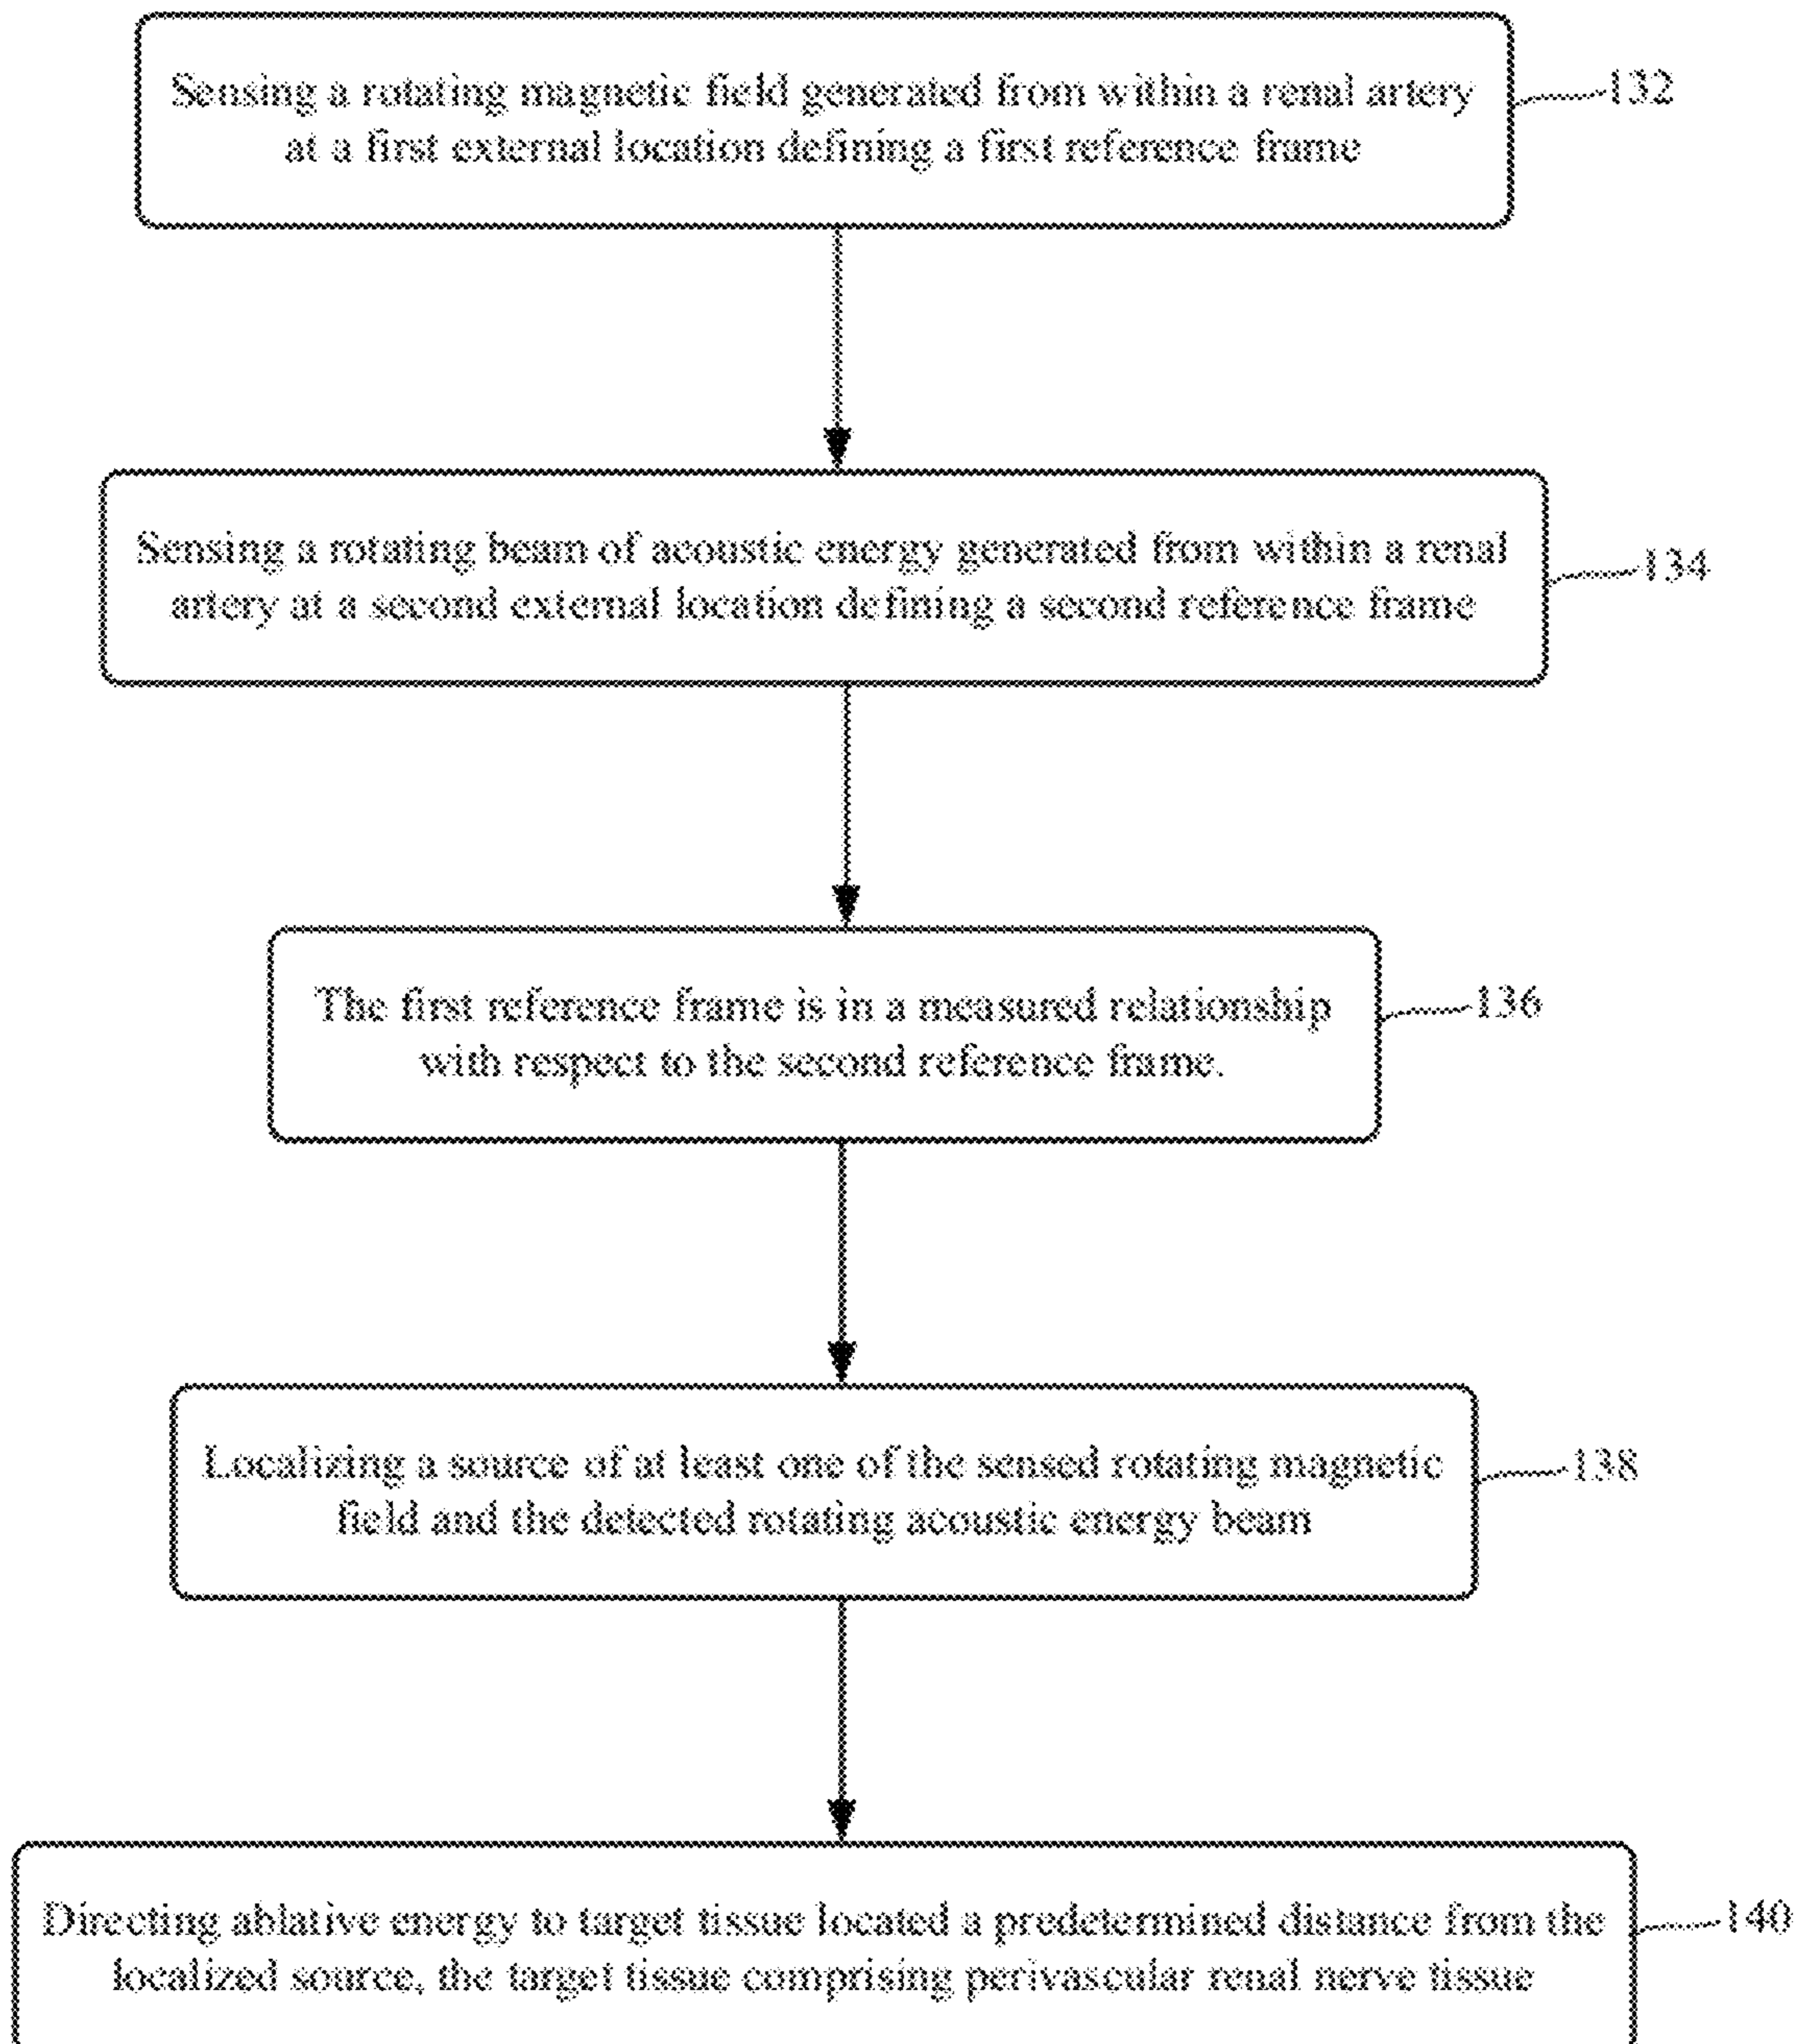 Sensing a rotating magnetic field generated from within a renal artery
at a first external location defining a first reference frame
132
Sensing a rotating beam of acoustic energy generated from within a renal
artery at a second external location defining a second reference frame
134
The first reference frame is in a measured relationship
with respect to the second reference frame.
136
Localizing a source of at least one of the sensed rotating magnetic
field and the detected rotating acoustic energy beam
138
Directing ablative energy to target tissue located a predetermined distance from the
localized source, the target tissue comprising perivascular renal nerve tissue
140